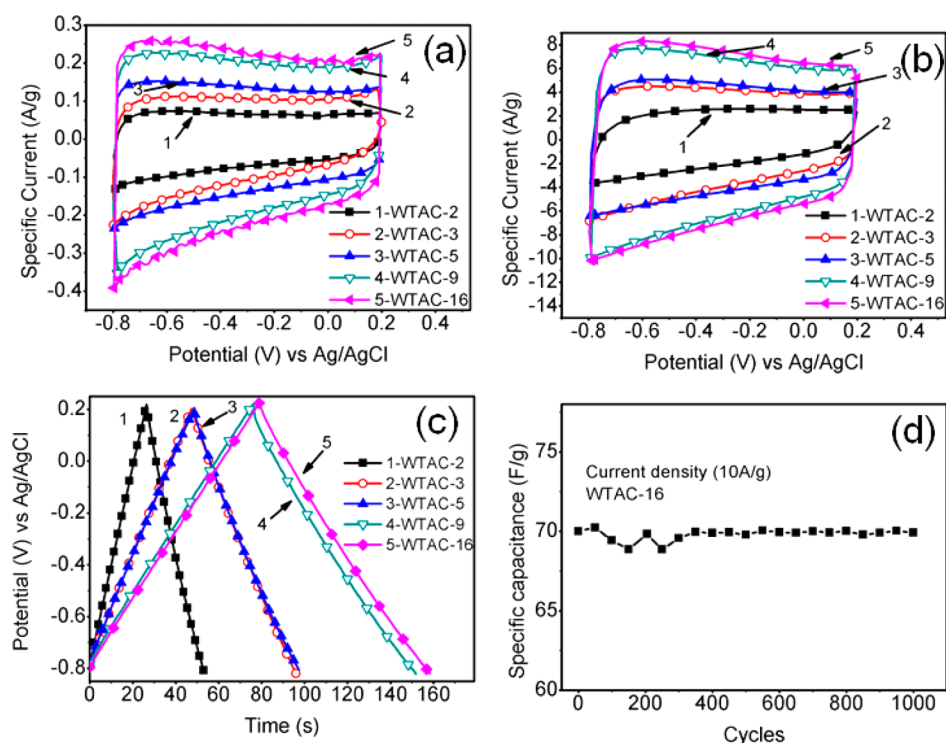 (a)
Specific Current (A/g)
0.3
0.2
0.1
0.0
-0.1
-0.2
-0.3
-0.4
5
4
3
2
1
1-WTAC-2
2-WTAC-3
3-WTAC-5
4-WTAC-9
5-WTAC-16
-0.8 -0.6 -0.4 -0.2 0.0 0.2 0.4
Potential (V) vs Ag/AgCl
(b)
Specific Current (A/g)
8
6
4
2
0
-2
-4
-6
-8
-10
-12
-14
4
5
3
1
2
1-WTAC-2
2-WTAC-3
3-WTAC-5
4-WTAC-9
5-WTAC-16
-0.8 -0.6 -0.4 -0.2 0.0 0.2 0.4
Potential (V) vs Ag/AgCl
(c)
Potential (V) vs Ag/AgCl
0.2
0.0
-0.2
-0.4
-0.6
-0.8
1 2 3
5
4
1-WTAC-2
2-WTAC-3
3-WTAC-5
4-WTAC-9
5-WTAC-16
0 20 40 60 80 100 120 140 160
Time (s)
(d)
Specific capacitance (F/g)
75
70
65
60
Current density (10A/g)
WTAC-16
0 200 400 600 800 1000
Cycles